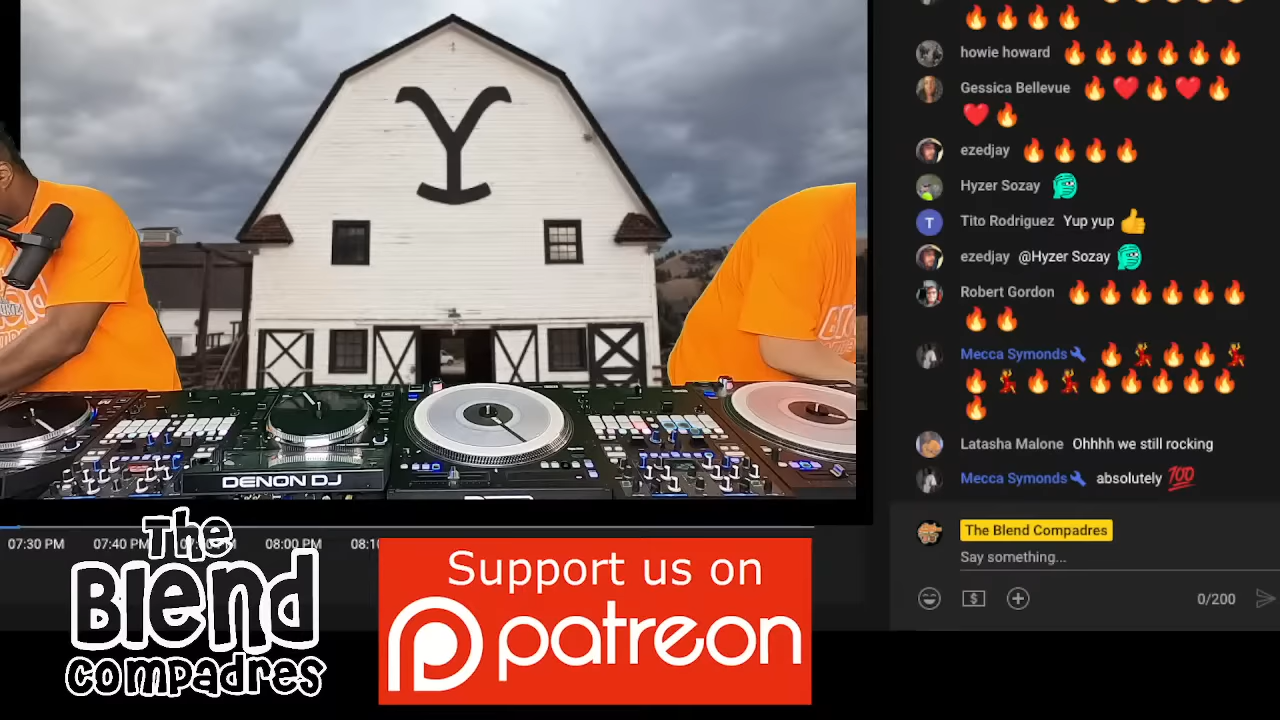 Y
howie howard
Gessica Bellevue
ezedjay
Hyzer Sozay
T
Tito Rodriguez Yup yup
ezedjay @Hyzer Sozay
Robert Gordon
Mecca Symonds
Latasha Malone Ohhhh we still rocking
Mecca Symonds absolutely 100
The Blend Compadres
Say something...
0/200
DENON DJ
07:30 PM 07:40 PM 08:00 PM
The
Blend
compadres
Support us on
patreon